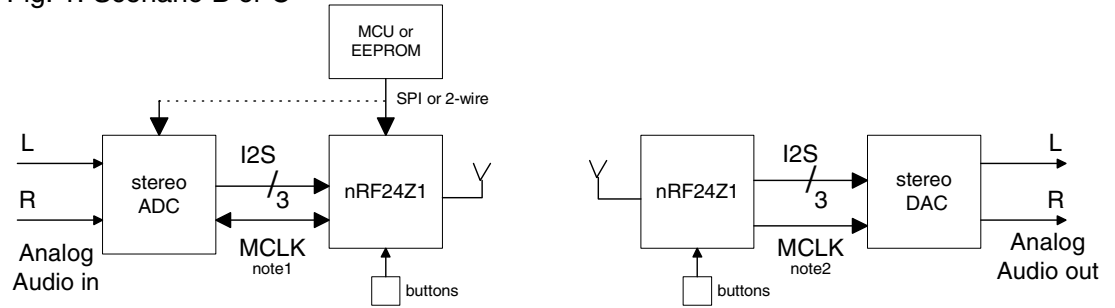 Fig. 1. Scenario B or C
MCU or
EEPROM
SPI or 2-wire
L
R
Analog
Audio in
stereo
ADC
I2S
3
MCLK
note1
nRF24Z1
buttons
nRF24Z1
buttons
I2S
3
MCLK
note2
stereo
DAC
L
R
Analog
Audio out